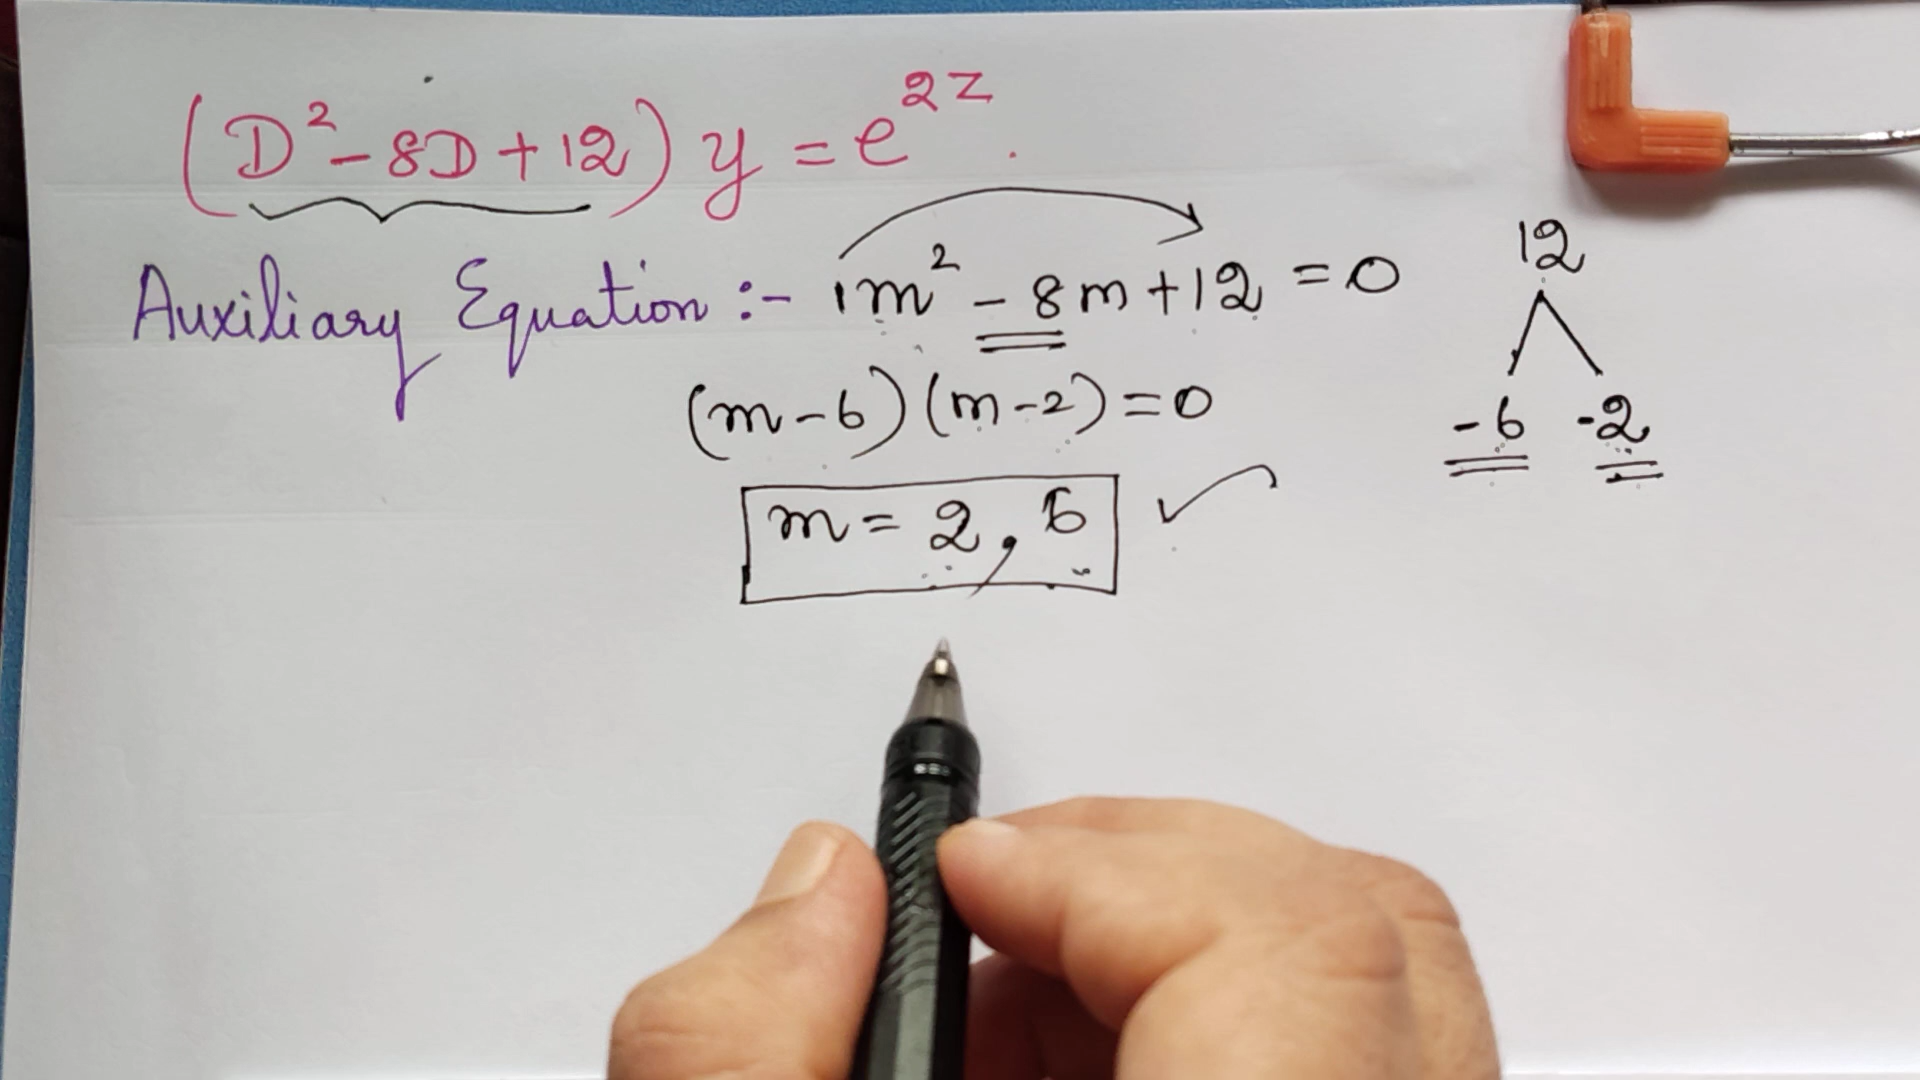 (D² - 8D + 12) y = e^{2z}.
Auxiliary Equation :- 1m² - 8m + 12 = 0
12
(m - 6) (m - 2) = 0
-6 -2
m = 2, 6